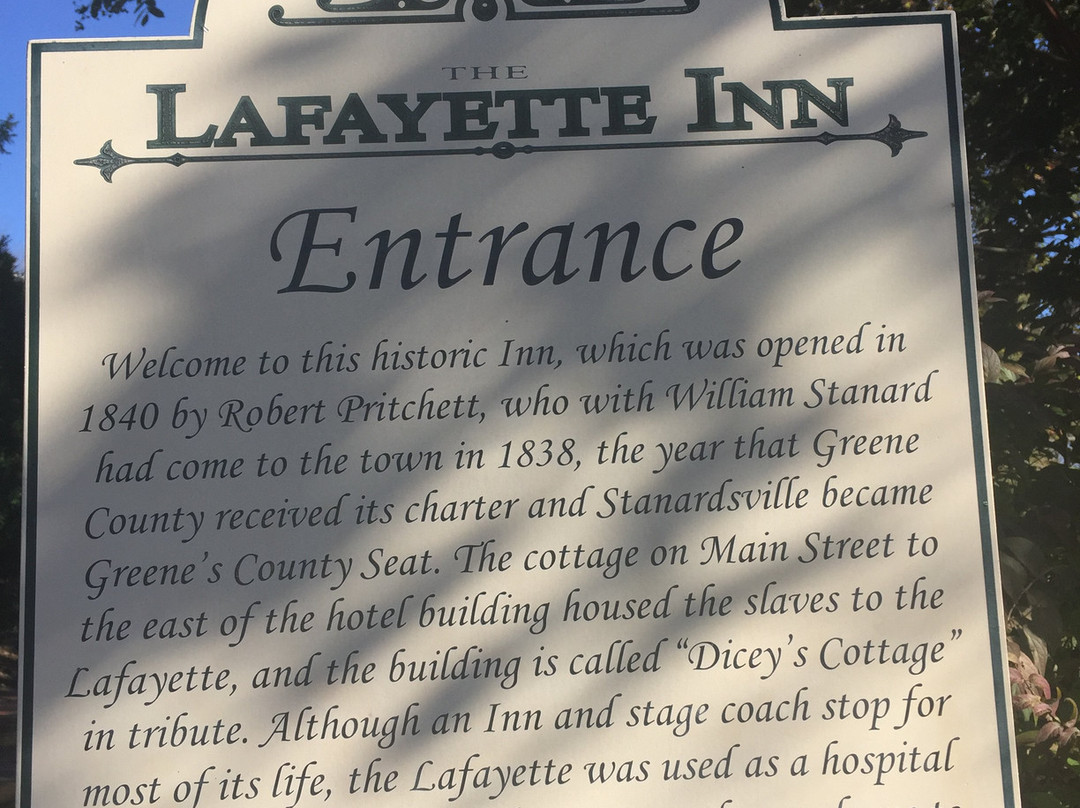 THE
LAFAYETTE INN
Entrance
Welcome to this historic Inn, which was opened in
1840 by Robert Pritchett, who with William Stanard
had come to the town in 1838, the year that Greene
County received its charter and Stanardsville became
Greene's County Seat. The cottage on Main Street to
the east of the hotel building housed the slaves to the
Lafayette, and the building is called "Dicey's Cottage"
in tribute. Although an Inn and stage coach stop for
most of its life, the Lafayette was used as a hospital